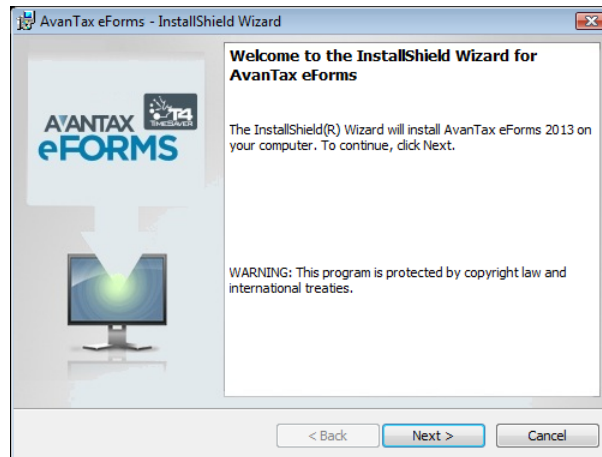 AvanTax eForms - InstallShield Wizard
Welcome to the InstallShield Wizard for
AvanTax eForms
AVANTAX
T4
TIMESAVER
eFORMS
The InstallShield(R) Wizard will install AvanTax eForms 2013 on
your computer. To continue, click Next.
WARNING: This program is protected by copyright law and
international treaties.
< Back
Next >
Cancel